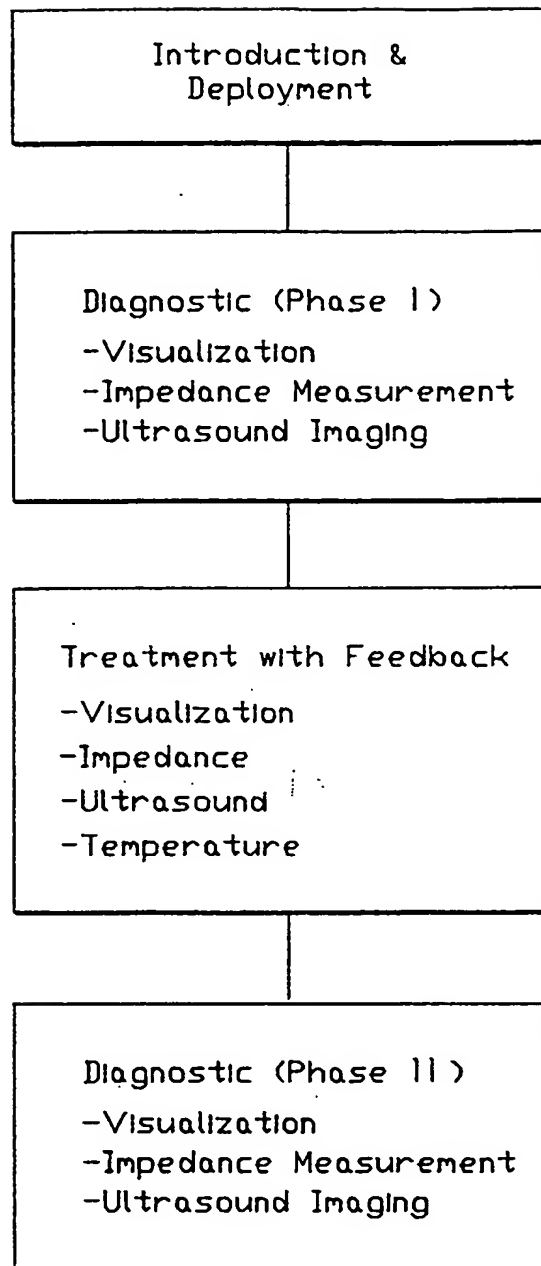 Introduction &
Deployment
Diagnostic (Phase I)
-Visualization
-Impedance Measurement
-Ultrasound Imaging
Treatment with Feedback
-Visualization
-Impedance
-Ultrasound
-Temperature
Diagnostic (Phase II)
-Visualization
-Impedance Measurement
-Ultrasound Imaging